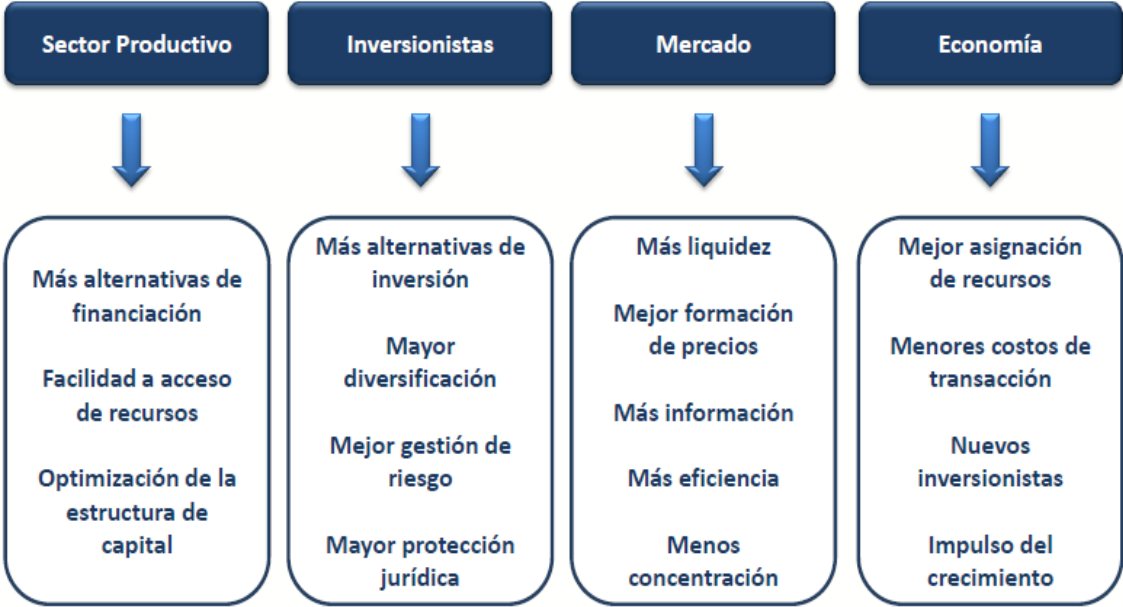 Sector Productivo
Inversionistas
Mercado
Economía
Más alternativas de
financiación
Facilidad a acceso
de recursos
Optimización de la
estructura de
capital
Más alternativas de
inversión
Mayor
diversificación
Mejor gestión de
riesgo
Mayor protección
jurídica
Más liquidez
Mejor formación
de precios
Más información
Más eficiencia
Menos
concentración
Mejor asignación
de recursos
Menores costos de
transacción
Nuevos
inversionistas
Impulso del
crecimiento